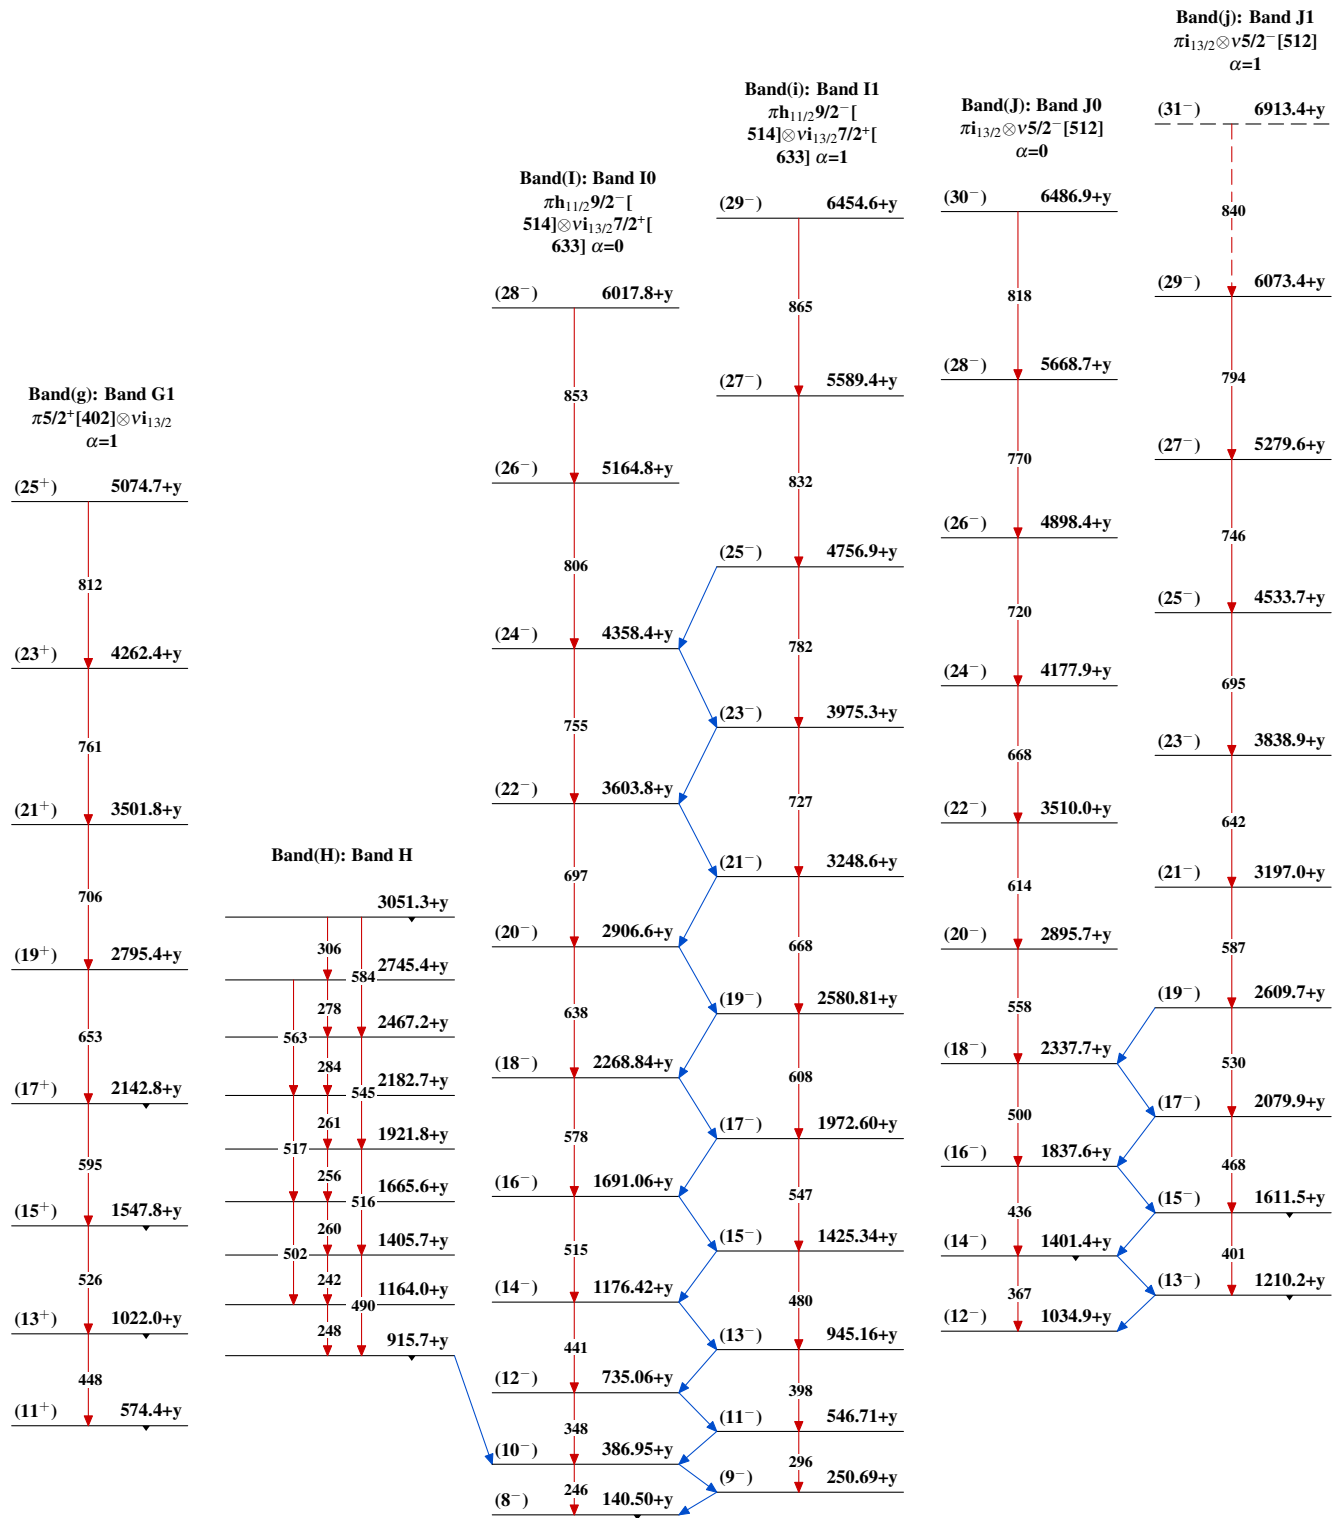 Band(g): Band G1
π5/2⁺[402]⊗νi₁₃/₂
α=1
(25⁺) 5074.7+y
812
(23⁺) 4262.4+y
761
(21⁺) 3501.8+y
706
(19⁺) 2795.4+y
653
(17⁺) 2142.8+y
595
(15⁺) 1547.8+y
526
(13⁺) 1022.0+y
448
(11⁺) 574.4+y
Band(H): Band H
3051.3+y
306
584
2745.4+y
278
563
2467.2+y
284
545
2182.7+y
261
517
1921.8+y
256
516
1665.6+y
260
502
1405.7+y
242
490
1164.0+y
248
915.7+y
Band(I): Band I0
πh₁₁/₂9/2⁻[
514]⊗νi₁₃/₂7/2⁺[
633] α=0
(28⁻) 6017.8+y
853
(26⁻) 5164.8+y
806
(24⁻) 4358.4+y
755
(22⁻) 3603.8+y
697
(20⁻) 2906.6+y
638
(18⁻) 2268.84+y
578
(16⁻) 1691.06+y
515
(14⁻) 1176.42+y
441
(12⁻) 735.06+y
348
(10⁻) 386.95+y
246
(8⁻) 140.50+y
Band(i): Band I1
πh₁₁/₂9/2⁻[
514]⊗νi₁₃/₂7/2⁺[
633] α=1
(29⁻) 6454.6+y
865
(27⁻) 5589.4+y
832
(25⁻) 4756.9+y
782
(23⁻) 3975.3+y
727
(21⁻) 3248.6+y
668
(19⁻) 2580.81+y
608
(17⁻) 1972.60+y
547
(15⁻) 1425.34+y
480
(13⁻) 945.16+y
398
(11⁻) 546.71+y
296
(9⁻) 250.69+y
Band(J): Band J0
πi₁₃/₂⊗ν5/2⁻[512]
α=0
(30⁻) 6486.9+y
818
(28⁻) 5668.7+y
770
(26⁻) 4898.4+y
720
(24⁻) 4177.9+y
668
(22⁻) 3510.0+y
614
(20⁻) 2895.7+y
558
(18⁻) 2337.7+y
500
(16⁻) 1837.6+y
436
(14⁻) 1401.4+y
367
(12⁻) 1034.9+y
Band(j): Band J1
πi₁₃/₂⊗ν5/2⁻[512]
α=1
(31⁻) 6913.4+y
840
(29⁻) 6073.4+y
794
(27⁻) 5279.6+y
746
(25⁻) 4533.7+y
695
(23⁻) 3838.9+y
642
(21⁻) 3197.0+y
587
(19⁻) 2609.7+y
530
(17⁻) 2079.9+y
468
(15⁻) 1611.5+y
401
(13⁻) 1210.2+y